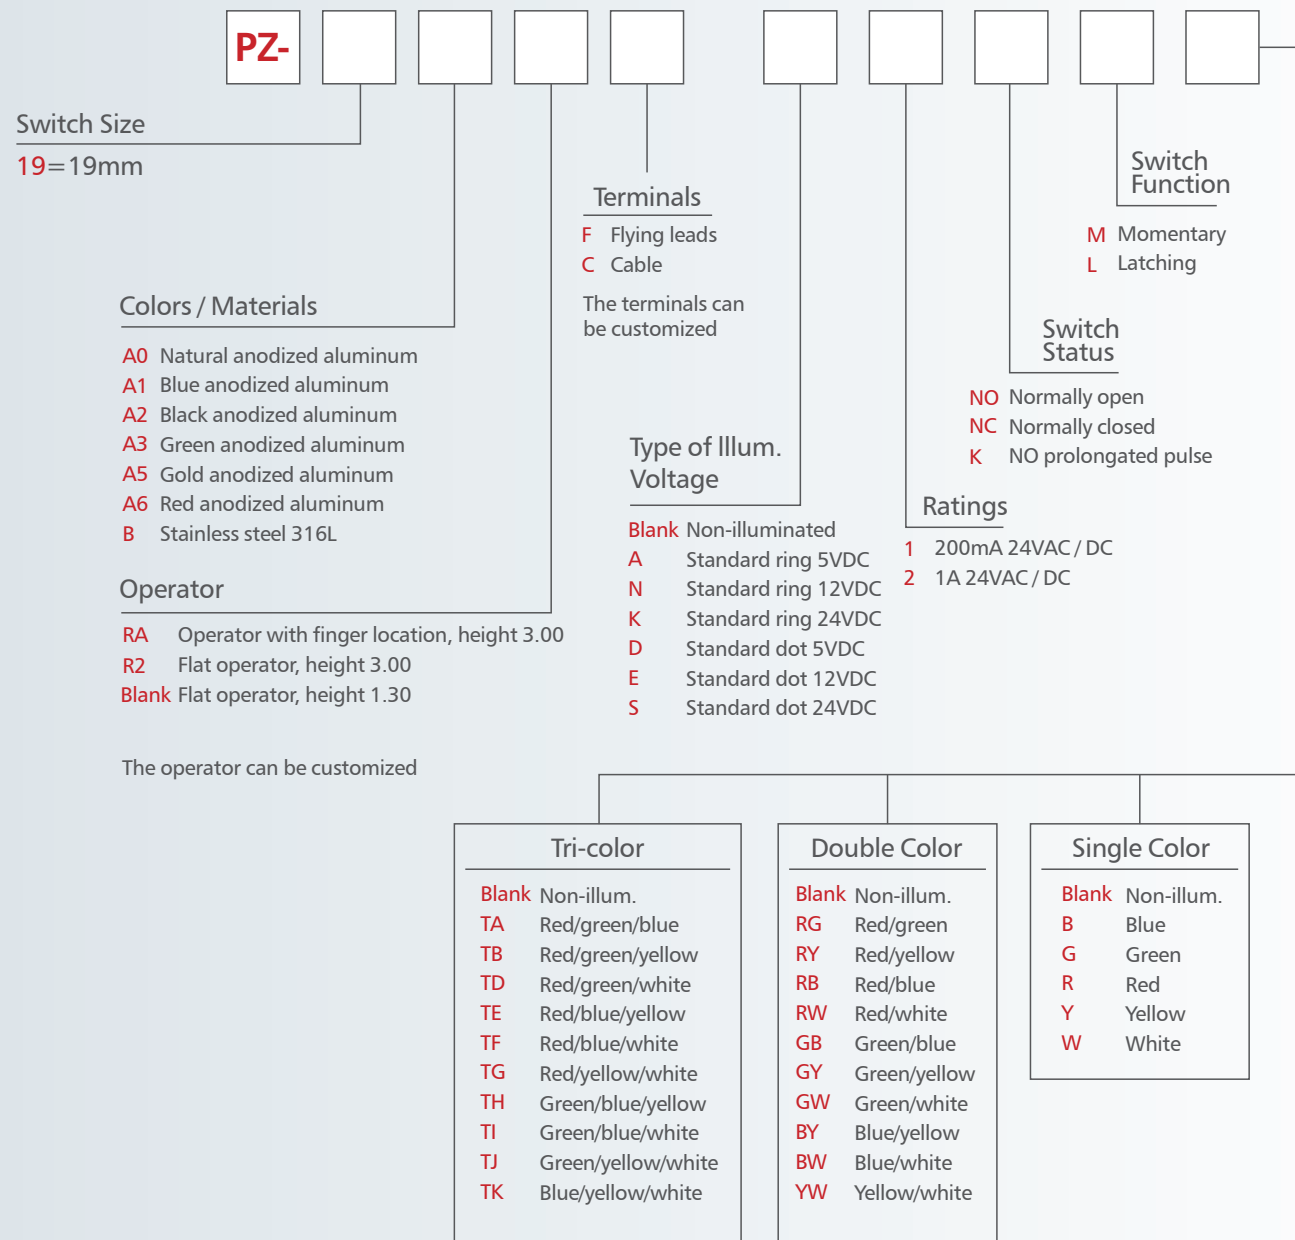 PZ-
Switch Size
19=19mm
Colors / Materials
A0 Natural anodized aluminum
A1 Blue anodized aluminum
A2 Black anodized aluminum
A3 Green anodized aluminum
A5 Gold anodized aluminum
A6 Red anodized aluminum
B Stainless steel 316L
Operator
RA Operator with finger location, height 3.00
R2 Flat operator, height 3.00
Blank Flat operator, height 1.30
The operator can be customized
Terminals
F Flying leads
C Cable
The terminals can
be customized
Type of Illum.
Voltage
Blank Non-illuminated
A Standard ring 5VDC
N Standard ring 12VDC
K Standard ring 24VDC
D Standard dot 5VDC
E Standard dot 12VDC
S Standard dot 24VDC
Ratings
1 200mA 24VAC / DC
2 1A 24VAC / DC
Switch
Status
NO Normally open
NC Normally closed
K NO prolongated pulse
Switch
Function
M Momentary
L Latching
Tri-color
Blank Non-illum.
TA Red/green/blue
TB Red/green/yellow
TD Red/green/white
TE Red/blue/yellow
TF Red/blue/white
TG Red/yellow/white
TH Green/blue/yellow
TI Green/blue/white
TJ Green/yellow/white
TK Blue/yellow/white
Double Color
Blank Non-illum.
RG Red/green
RY Red/yellow
RB Red/blue
RW Red/white
GB Green/blue
GY Green/yellow
GW Green/white
BY Blue/yellow
BW Blue/white
YW Yellow/white
Single Color
Blank Non-illum.
B Blue
G Green
R Red
Y Yellow
W White